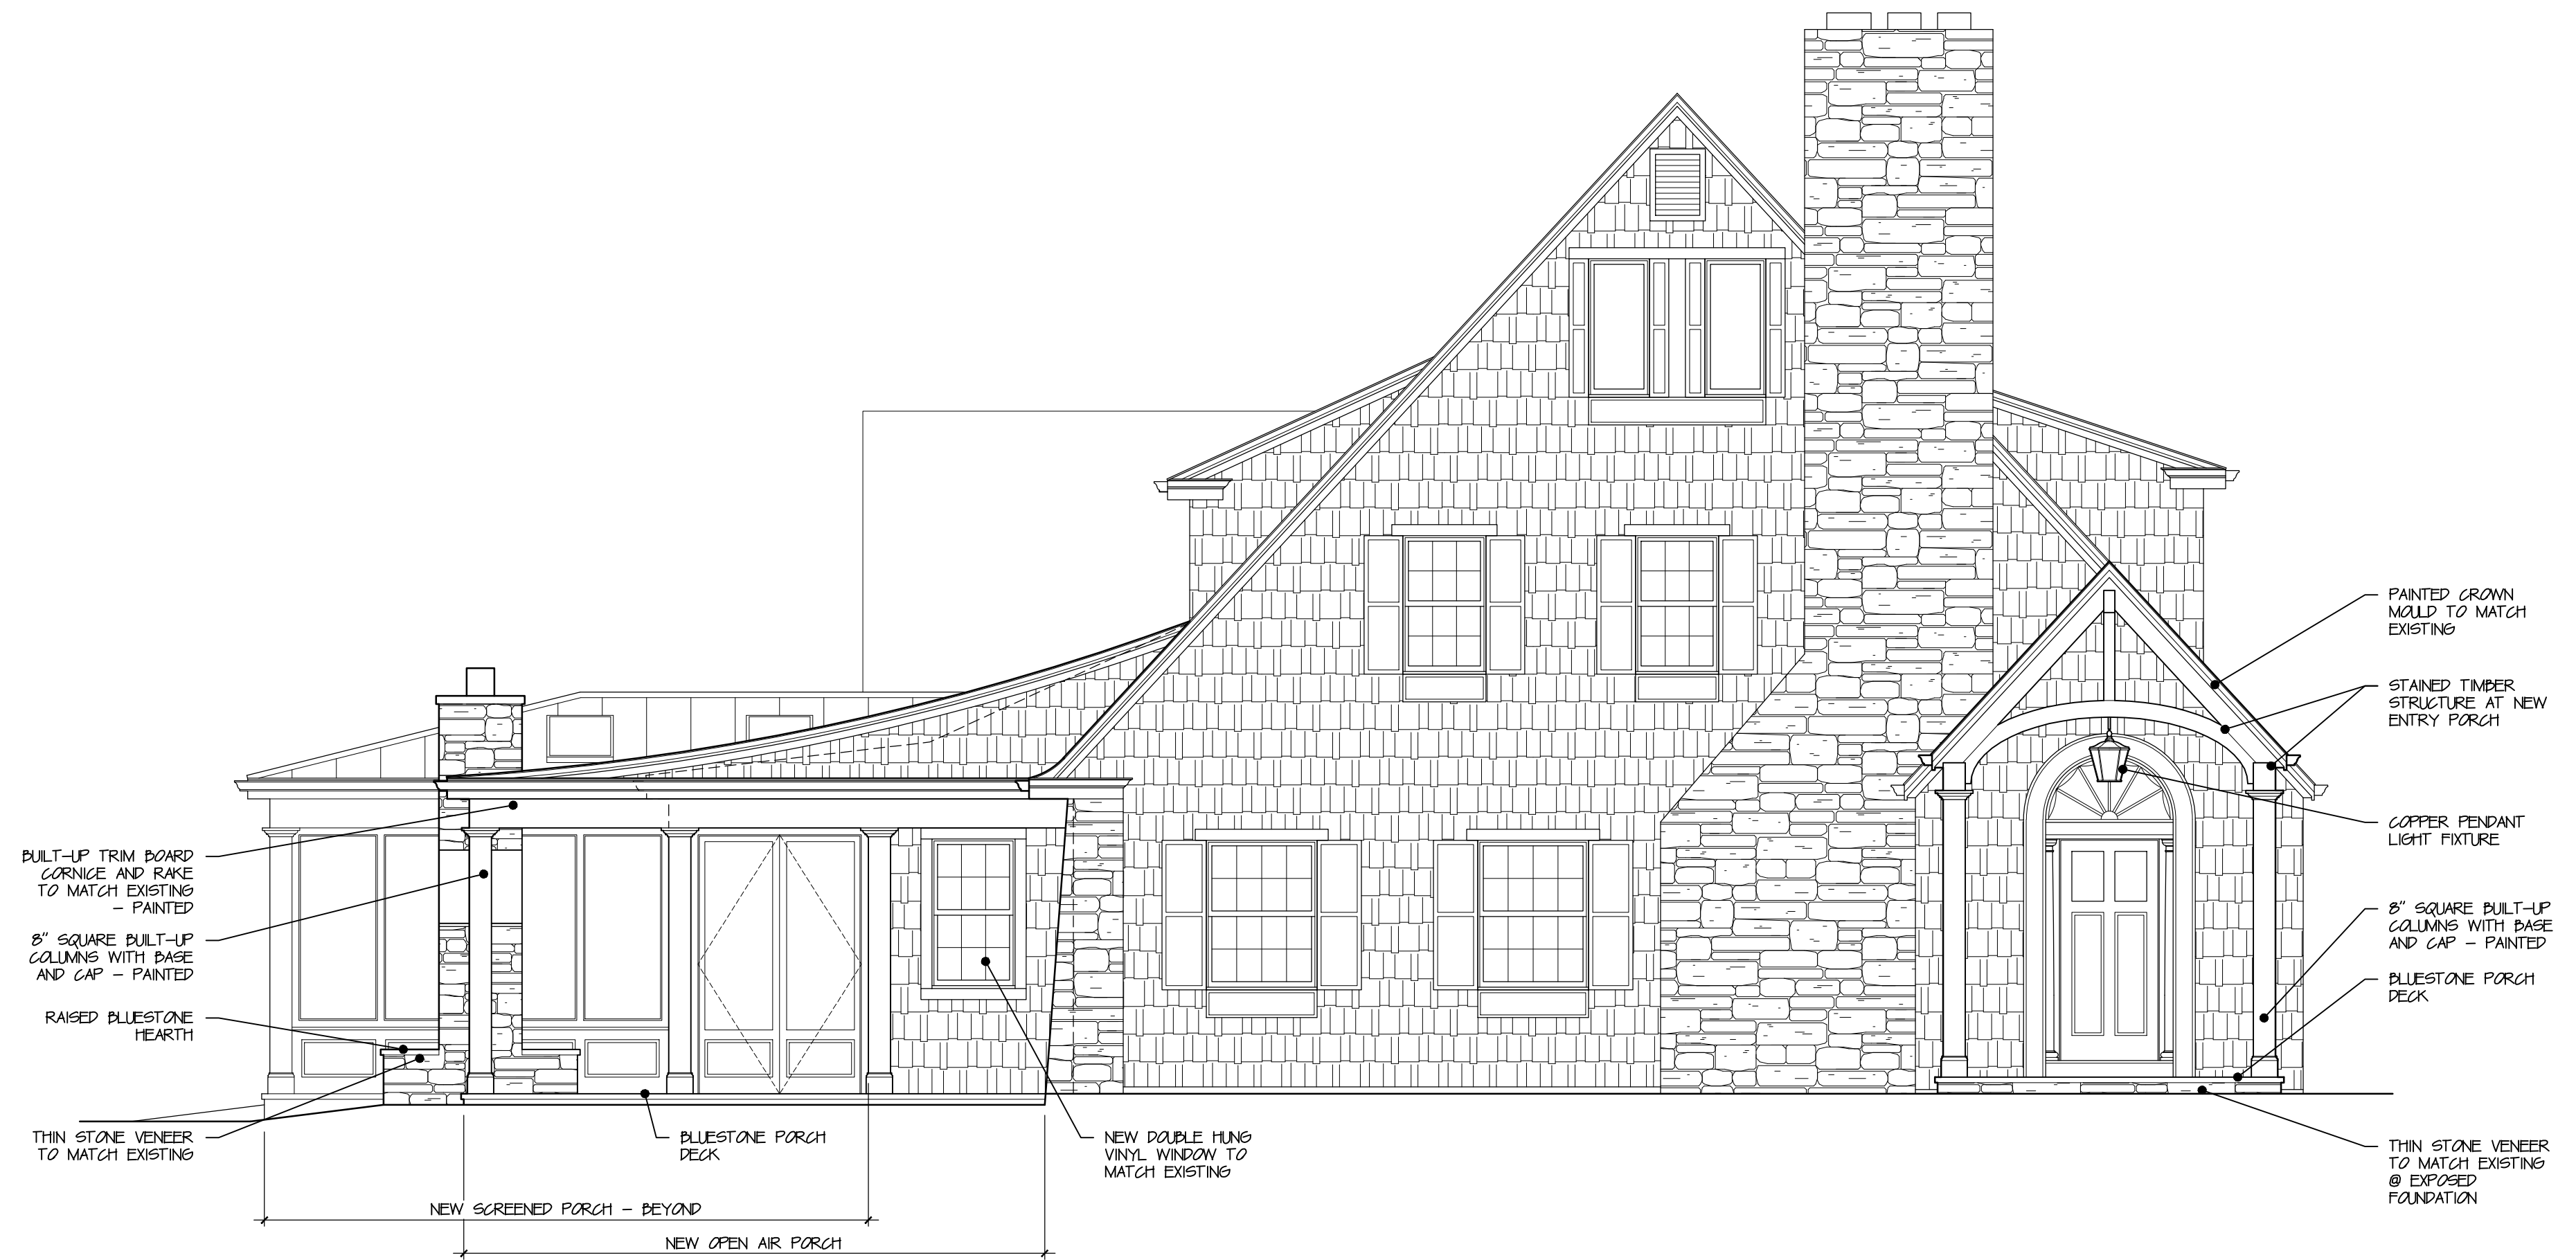 BUILT-UP TRIM BOARD
CORNICE AND RAKE
TO MATCH EXISTING
- PAINTED
8" SQUARE BUILT-UP
COLUMNS WITH BASE
AND CAP - PAINTED
RAISED BLUESTONE
HEARTH
THIN STONE VENEER
TO MATCH EXISTING
BLUESTONE PORCH
DECK
NEW DOUBLE HUNG
VINYL WINDOW TO
MATCH EXISTING
NEW SCREENED PORCH - BEYOND
NEW OPEN AIR PORCH
PAINTED CROWN
MOULD TO MATCH
EXISTING
STAINED TIMBER
STRUCTURE AT NEW
ENTRY PORCH
COPPER PENDANT
LIGHT FIXTURE
8" SQUARE BUILT-UP
COLUMNS WITH BASE
AND CAP - PAINTED
BLUESTONE PORCH
DECK
THIN STONE VENEER
TO MATCH EXISTING
@ EXPOSED
FOUNDATION